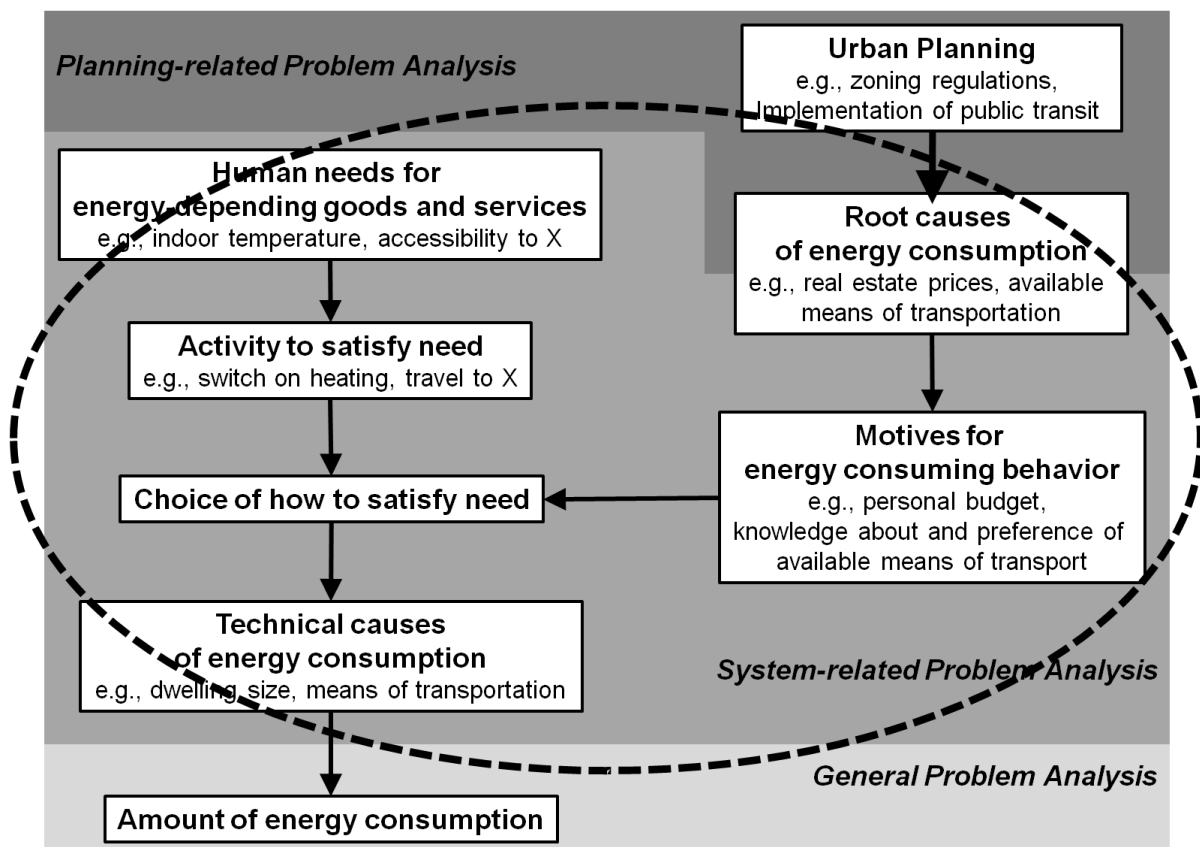 Planning-related Problem Analysis
Urban Planning
e.g., zoning regulations,
Implementation of public transit
Human needs for
energy-depending goods and services
e.g., indoor temperature, accessibility to X
Root causes
of energy consumption
e.g., real estate prices, available
means of transportation
Activity to satisfy need
e.g., switch on heating, travel to X
Motives for
energy consuming behavior
e.g., personal budget,
knowledge about and preference of
available means of transport
Choice of how to satisfy need
Technical causes
of energy consumption
e.g., dwelling size, means of transportation
System-related Problem Analysis
General Problem Analysis
Amount of energy consumption